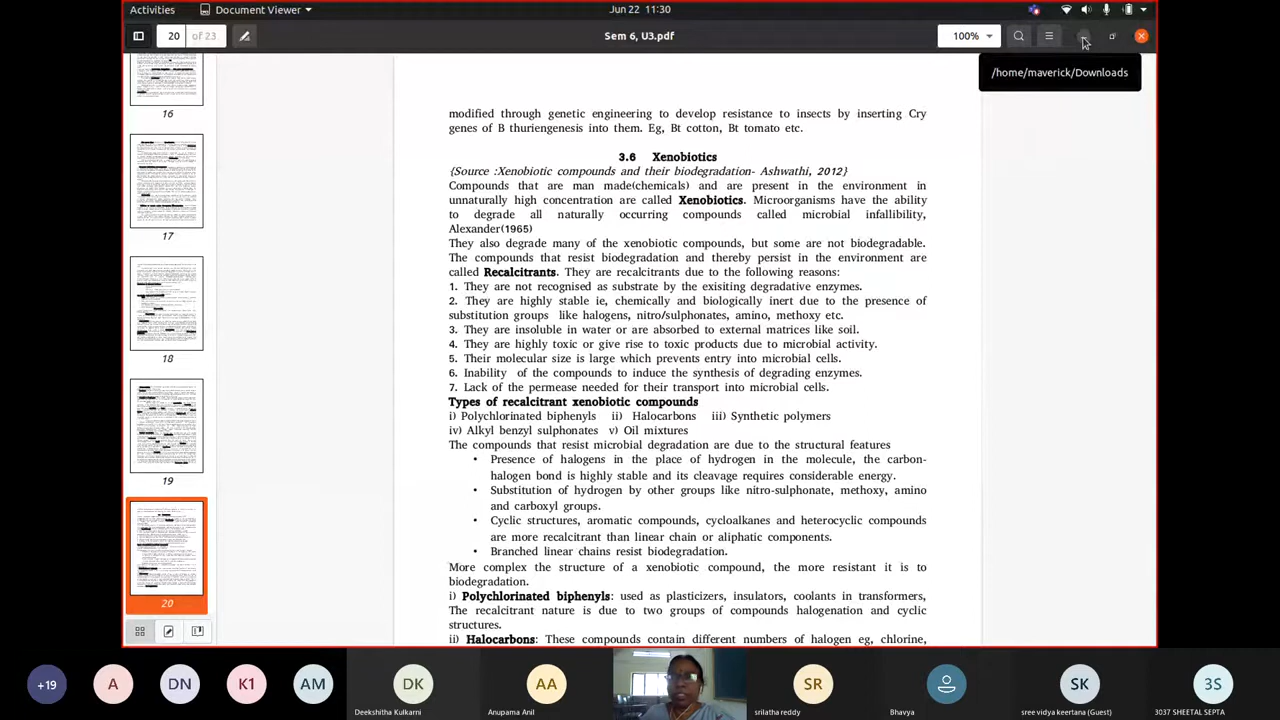 Activities Document Viewer Jun 22 11:30
20 of 23 Sem 6, U3.pdf 100%
/home/maverick/Downloads
16
17
18
19
20
modified through genetic engineering to develop resistance to insects by inserting Cry
genes of B thuriengenesis into them. Eg, Bt cotton, Bt tomato etc.
Xenobiotis
{Source :Xenobiotic compounds and their biodegradation- Ashwathi, 2012}
Compounds that are man-made(chemicals) and are present in the environment in
unnaturally high concentration are called Xenobiotics. Microorganisms have the ability
to degrade all naturally occurring compounds called microbial infallibility,
Alexander(1965)
They also degrade many of the xenobiotic compounds, but some are not biodegradable.
The compounds that resist biodegradation and thereby persist in the environment are
called Recalcitrants. They are recalcitrants due to the following reasons:
1. They are not recognised as substrate by the exisiting degradative enzymes.
2. They are highly stable chemically and biologically inert due to the presence of
substitution groups like halogens, nitro/sulphonates, amino, methoxy etc.
3. They are insoluble in water or are adsorbed to external matrices like soil.
4. They are highly toxic or give rise to toxic products due to microbial activity.
5. Their molecular size is large which prevents entry into microbial cells.
6. Inability of the compounds to induce the synthesis of degrading enzymes.
7. Lack of the permease needed for their transport into microbial cells.
Types of recalcitrant xenobiotic compounds
i) Polychlorinated biphenyls ii) Halocarbons iii) Synthetic polymers
iv) Alkyl benzyl sulphonates v) Oil mixtures
The compounds that resist microbial degradation are due to the structural features
• Presence of halogens in the place of hydrogen in the molecule, the carbon-
halogen bond is highly stable and its cleavage requires considerable energy.
• Substitution of hydrogen by other groups like nitro-sulphonate, methoxy, amino
and carboxyl groups.
Cyclic structures, aromatic compounds, cycloalkanes and heterocyclic compounds
are more recalcitrant than linear chain or aliphatic components.
• Branched linear chains resist biodegradation.
More complex the structure of a xenobiotic compound, the more resistant it is to
biodegradation.
i) Polychlorinated biphenyls: used as plasticizers, insulators, coolants in transformers,
The recalcitrant nature is due to two groups of compounds halogenation and cyclic
structures.
ii) Halocarbons: These compounds contain different numbers of halogen eg, chlorine,
+19 A DN K1 AM DK AA SR SK 3S
Deekshitha Kulkarni Anupama Anil srilatha reddy Bhavya sree vidya keertana (Guest) 3037 SHEETAL SEPTA